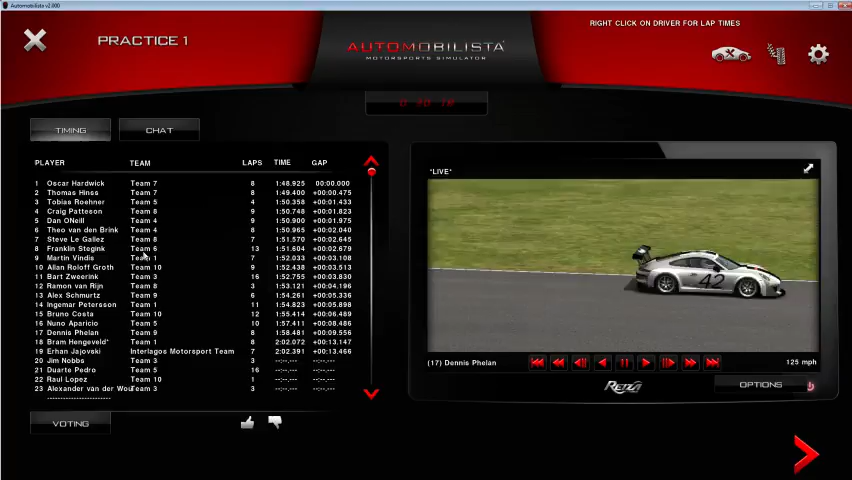 Automobilista v2.000
RIGHT CLICK ON DRIVER FOR LAP TIMES
PRACTICE 1
AUTOMOBILISTA
MOTORSPORTS SIMULATOR
TIMING
CHAT
PLAYER TEAM LAPS TIME GAP
1 Oscar Hardwick Team 7 8 1:48.925 00:00.000
2 Thomas Hinss Team 7 9 1:49.400 +00:00.475
3 Tobias Roehner Team 5 4 1:50.358 +00:01.433
4 Craig Patteson Team 8 9 1:50.748 +00:01.823
5 Dan ONeill Team 4 9 1:50.900 +00:01.975
6 Theo van den Brink Team 4 8 1:50.965 +00:02.040
7 Steve Le Gallez Team 8 7 1:51.570 +00:02.645
8 Franklin Stegink Team 6 13 1:51.604 +00:02.679
9 Martin Vindis Team 1 7 1:52.033 +00:03.108
10 Allan Roloff Groth Team 10 9 1:52.438 +00:03.513
11 Bart Zweerink Team 3 16 1:52.755 +00:03.830
12 Ramon van Rijn Team 8 3 1:53.121 +00:04.196
13 Alex Schmurtz Team 9 6 1:54.261 +00:05.336
14 Ingemar Petersson Team 1 11 1:54.823 +00:05.898
15 Bruno Costa Team 10 12 1:55.414 +00:06.489
16 Nuno Aparicio Team 5 10 1:57.411 +00:08.486
17 Dennis Phelan Team 9 8 1:58.481 +00:09.556
18 Bram Hengeveld* Team 1 8 2:02.072 +00:13.147
19 Erhan Jajovski Interlagos Motorsport Team 7 2:02.391 +00:13.466
20 Jim Nobbs Team 3 3 --:--.--- --:--.---
21 Duarte Pedro Team 5 16 --:--.--- --:--.---
22 Raul Lopez Team 10 1 --:--.--- --:--.---
23 Alexander van der Wou Team 3 3 --:--.--- --:--.---
------------------------
VOTING
*LIVE*
42
(17) Dennis Phelan
125 mph
Reiza
OPTIONS